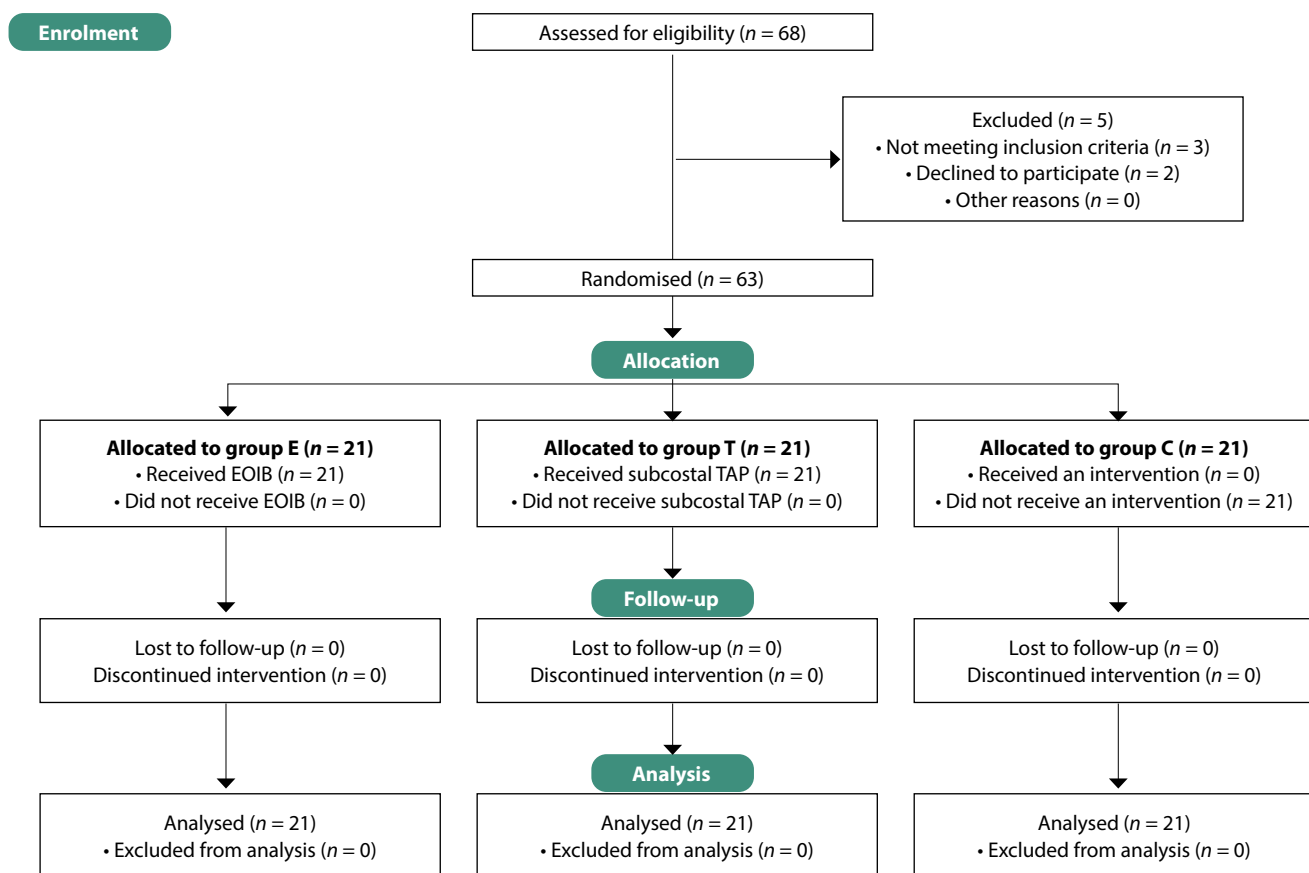 Enrolment
Assessed for eligibility (n = 68)
Excluded (n = 5)
• Not meeting inclusion criteria (n = 3)
• Declined to participate (n = 2)
• Other reasons (n = 0)
Randomised (n = 63)
Allocation
Allocated to group E (n = 21)
• Received EOIB (n = 21)
• Did not receive EOIB (n = 0)
Allocated to group T (n = 21)
• Received subcostal TAP (n = 21)
• Did not receive subcostal TAP (n = 0)
Allocated to group C (n = 21)
• Received an intervention (n = 0)
• Did not receive an intervention (n = 21)
Follow-up
Lost to follow-up (n = 0)
Discontinued intervention (n = 0)
Lost to follow-up (n = 0)
Discontinued intervention (n = 0)
Lost to follow-up (n = 0)
Discontinued intervention (n = 0)
Analysis
Analysed (n = 21)
• Excluded from analysis (n = 0)
Analysed (n = 21)
• Excluded from analysis (n = 0)
Analysed (n = 21)
• Excluded from analysis (n = 0)